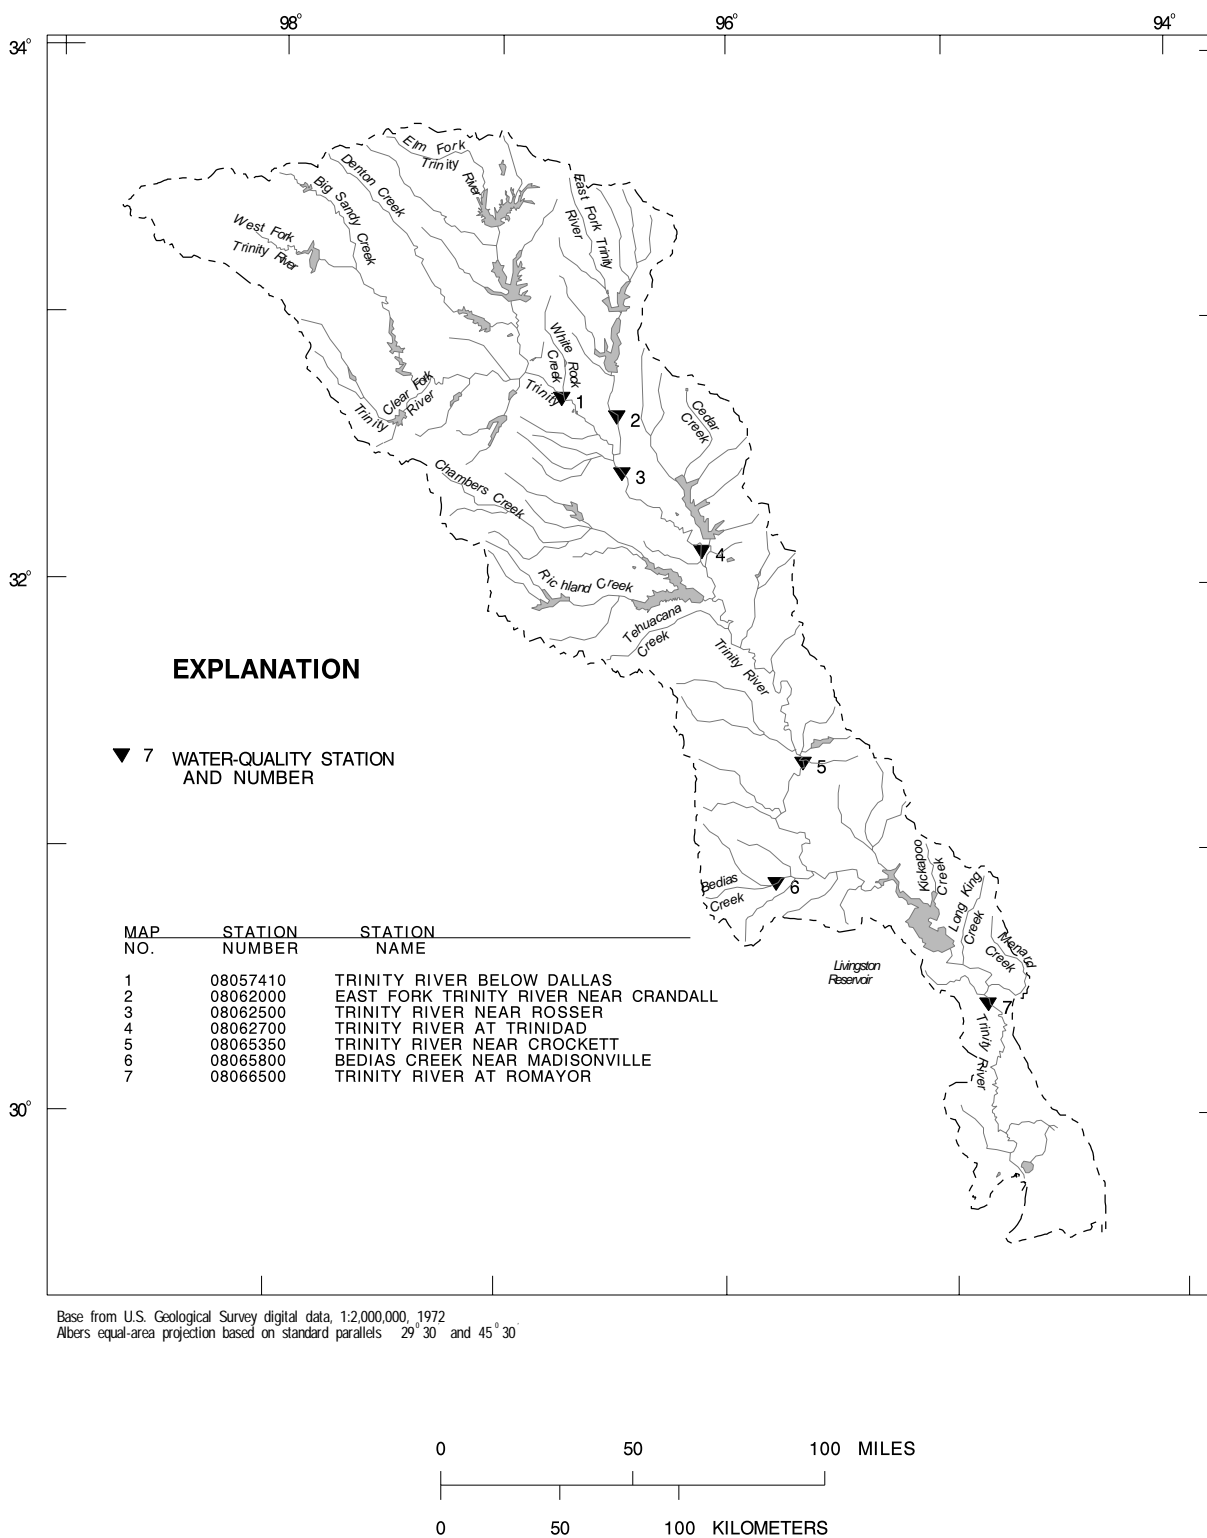 98° 96° 94°
34°
Elm Fork
Trinity
River
Denton Creek
Big Sandy Creek
East Fork Trinity
River
West Fork
Trinity River
White Rock
Creek
Clear Fork
Trinity River
Trinity
1
2
Cedar
Creek
3
Chambers Creek
4
32°
Richland Creek
Tehuacana
Creek
Trinity River
EXPLANATION
7 WATER-QUALITY STATION
AND NUMBER
5
Kickapoo
Creek
Bedias
Creek
6
Long King
Creek
Menard
Creek
Livingston
Reservoir
7
Trinity River
MAP STATION STATION
NO. NUMBER NAME
1 08057410 TRINITY RIVER BELOW DALLAS
2 08062000 EAST FORK TRINITY RIVER NEAR CRANDALL
3 08062500 TRINITY RIVER NEAR ROSSER
4 08062700 TRINITY RIVER AT TRINIDAD
5 08065350 TRINITY RIVER NEAR CROCKETT
6 08065800 BEDIAS CREEK NEAR MADISONVILLE
7 08066500 TRINITY RIVER AT ROMAYOR
30°
Base from U.S. Geological Survey digital data, 1:2,000,000, 1972
Albers equal-area projection based on standard parallels 29°30' and 45°30'
0 50 100 MILES
0 50 100 KILOMETERS